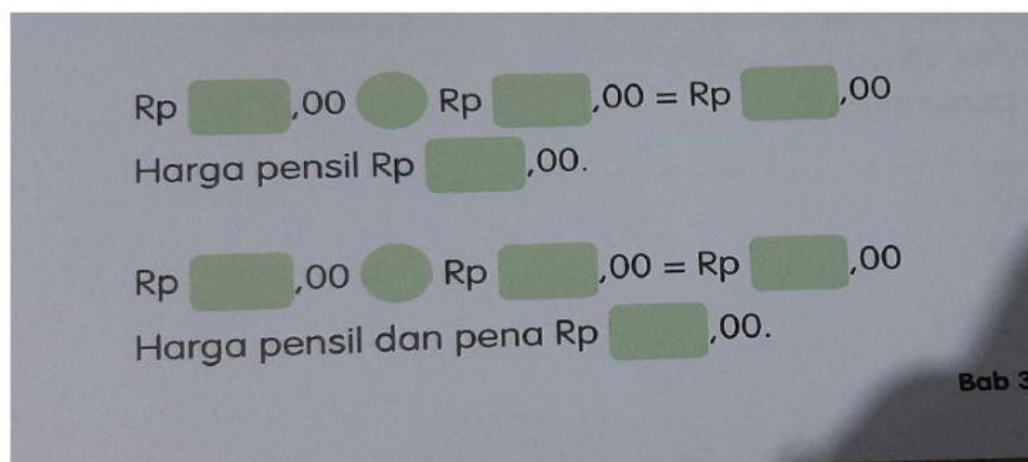 Rp ,00 Rp ,00 = Rp ,00
Harga pensil Rp ,00.
Rp ,00 Rp ,00 = Rp ,00
Harga pensil dan pena Rp ,00.
Bab 3